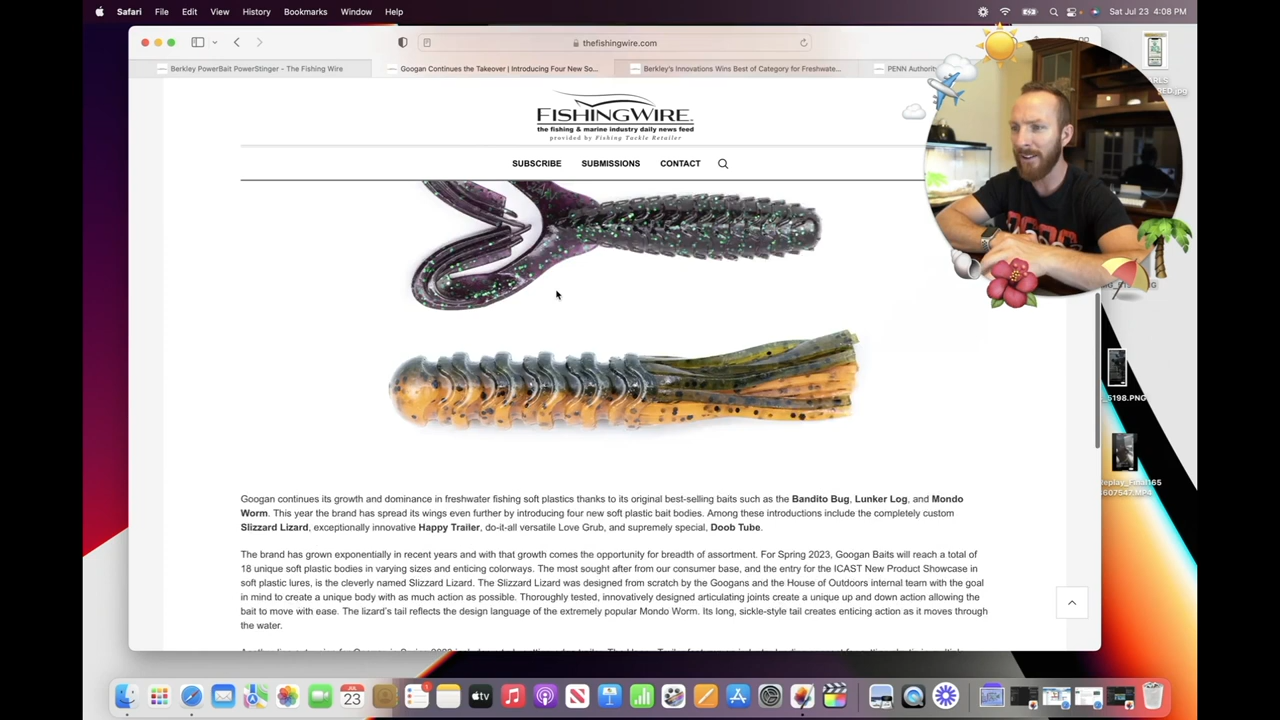 Safari File Edit View History Bookmarks Window Help
Sat Jul 23 4:08 PM
thefishingwire.com
Berkley PowerBait PowerStinger - The Fishing Wire
Googan Continues the Takeover | Introducing Four New So...
Berkley's Innovations Wins Best of Category for Freshwate...
PENN Authority
FISHINGWIRE
the fishing & marine industry daily news feed
provided by Fishing Tackle Retailer
SUBSCRIBE SUBMISSIONS CONTACT
Googan continues its growth and dominance in freshwater fishing soft plastics thanks to its original best-selling baits such as the Bandito Bug, Lunker Log, and Mondo
Worm. This year the brand has spread its wings even further by introducing four new soft plastic bait bodies. Among these introductions include the completely custom
Slizzard Lizard, exceptionally innovative Happy Trailer, do-it-all versatile Love Grub, and supremely special, Doob Tube.
The brand has grown exponentially in recent years and with that growth comes the opportunity for breadth of assortment. For Spring 2023, Googan Baits will reach a total of
18 unique soft plastic bodies in varying sizes and enticing colorways. The most sought after from our consumer base, and the entry for the ICAST New Product Showcase in
soft plastic lures, is the cleverly named Slizzard Lizard. The Slizzard Lizard was designed from scratch by the Googans and the House of Outdoors internal team with the goal
in mind to create a unique body with as much action as possible. Thoroughly tested, innovatively designed articulating joints create a unique up and down action allowing the
bait to move with ease. The lizard's tail reflects the design language of the extremely popular Mondo Worm. Its long, sickle-style tail creates enticing action as it moves through
the water.
5198.PNG
eplay_Final165
607547.MP4
JUL
23
tv